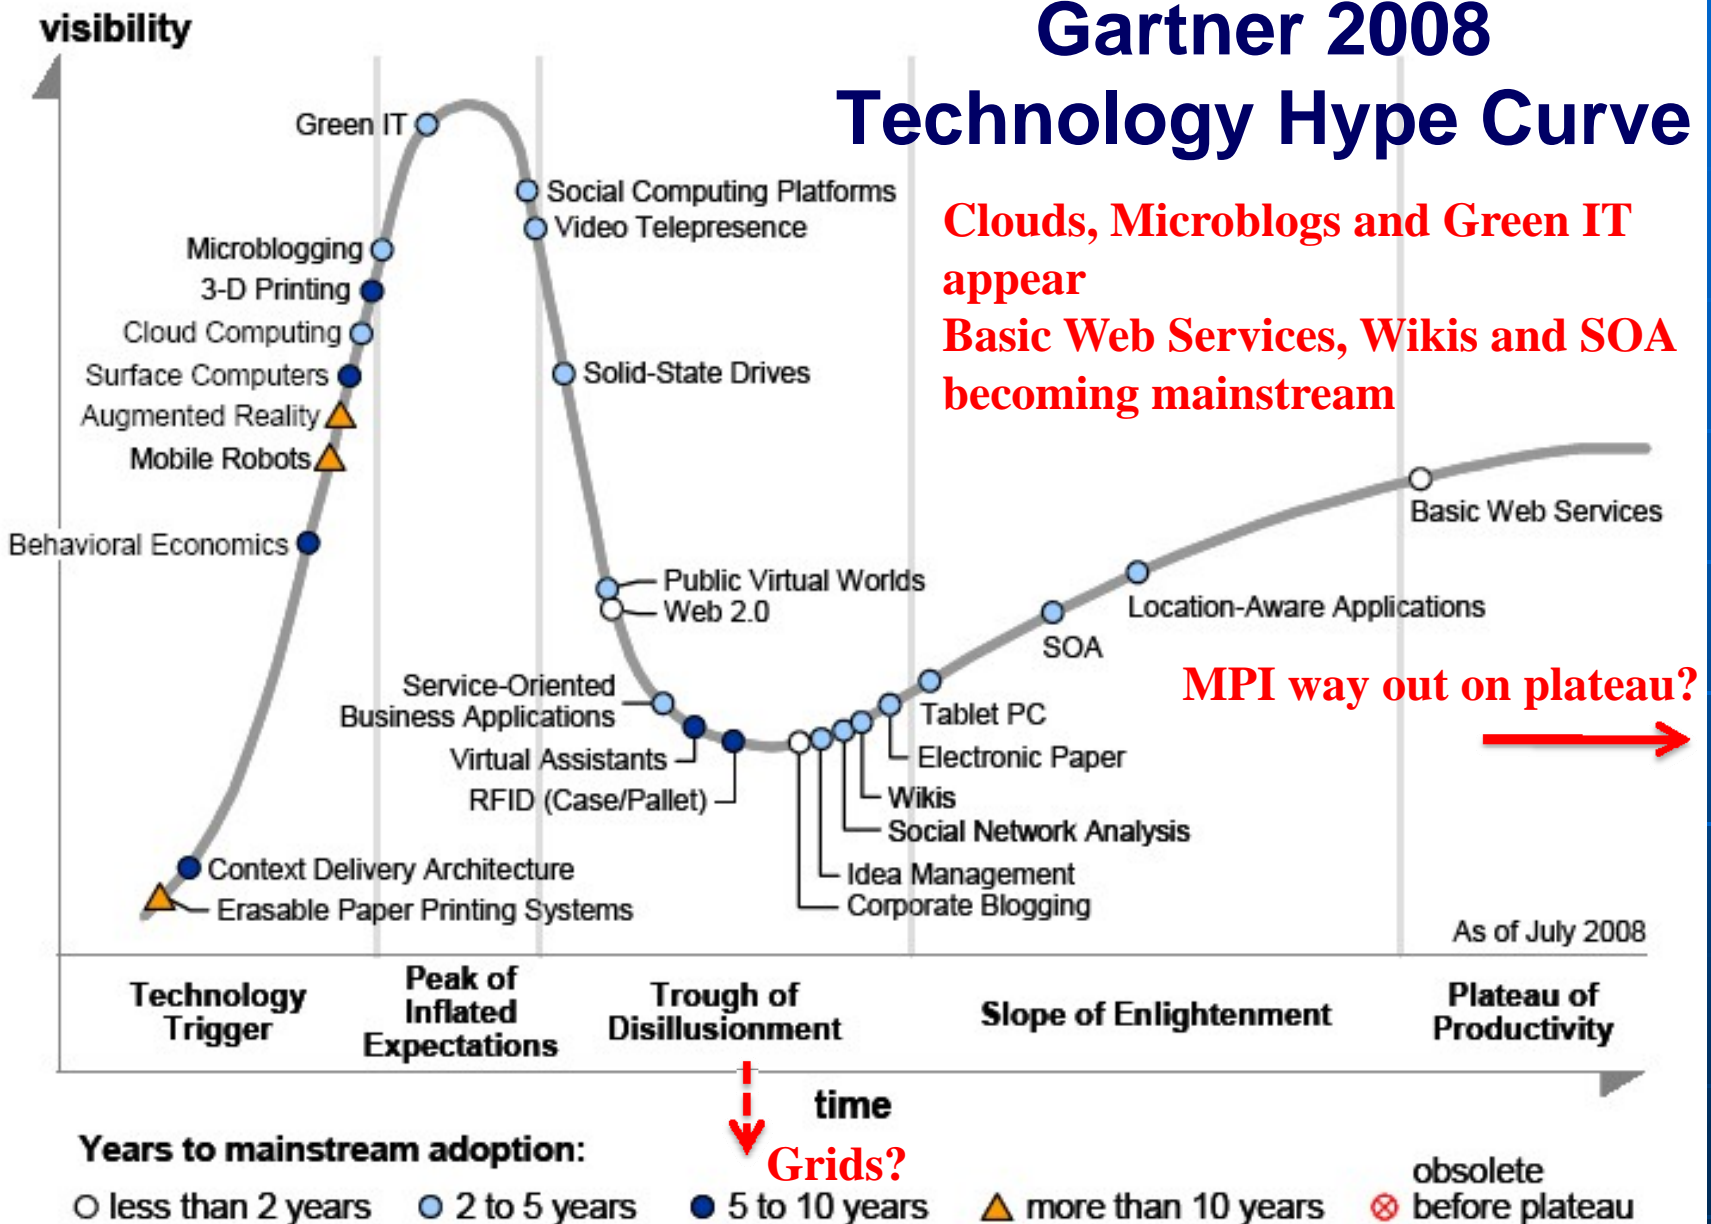 visibility
Gartner 2008
Technology Hype Curve
Green IT
Social Computing Platforms
Video Telepresence
Clouds, Microblogs and Green IT
appear
Basic Web Services, Wikis and SOA
becoming mainstream
Microblogging
3-D Printing
Cloud Computing
Surface Computers
Augmented Reality
Mobile Robots
Solid-State Drives
Behavioral Economics
Basic Web Services
Public Virtual Worlds
Web 2.0
Location-Aware Applications
SOA
MPI way out on plateau?
Service-Oriented
Business Applications
Virtual Assistants
RFID (Case/Pallet)
Tablet PC
Electronic Paper
Wikis
Social Network Analysis
Idea Management
Corporate Blogging
Context Delivery Architecture
Erasable Paper Printing Systems
As of July 2008
Technology
Trigger
Peak of
Inflated
Expectations
Trough of
Disillusionment
Slope of Enlightenment
Plateau of
Productivity
time
Years to mainstream adoption:
Grids?
less than 2 years
2 to 5 years
5 to 10 years
more than 10 years
obsolete
before plateau